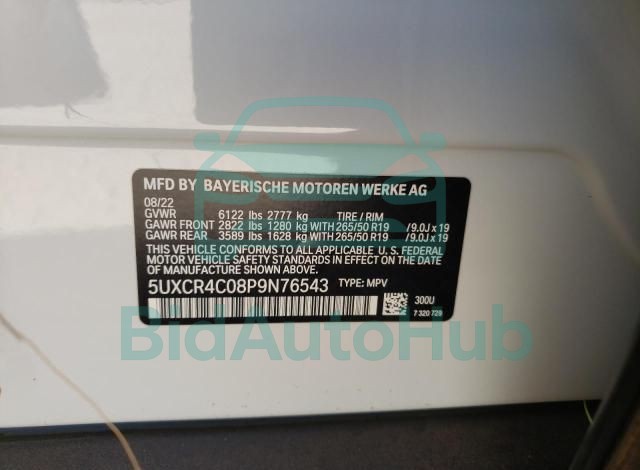 MFD BY BAYERISCHE MOTOREN WERKE AG
08/22
GVWR 6122 lbs 2777 kg TIRE / RIM
GAWR FRONT 2822 lbs 1280 kg WITH 265/50 R19 /9.0J x 19
GAWR REAR 3589 lbs 1628 kg WITH 265/50 R19 /9.0J x 19
THIS VEHICLE CONFORMS TO ALL APPLICABLE U.S. FEDERAL
MOTOR VEHICLE SAFETY STANDARDS IN EFFECT ON THE
DATE OF MANUFACTURE SHOWN ABOVE.
5UXCR4C08P9N76543 TYPE: MPV
300U
7 320 729
BidAutoHub